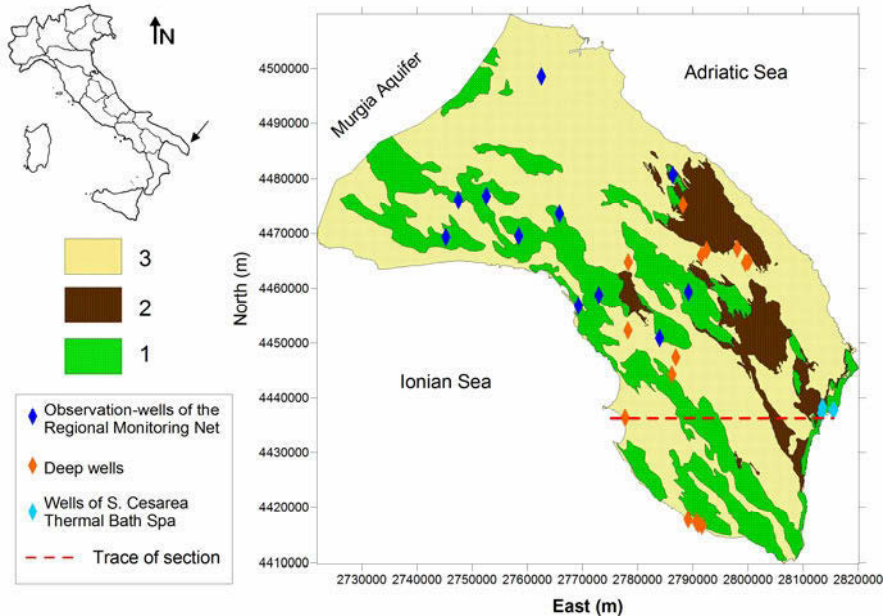 N
3
2
1
Observation-wells of the
Regional Monitoring Net
Deep wells
Wells of S. Cesarea
Thermal Bath Spa
Trace of section
Murgia Aquifer
Adriatic Sea
Ionian Sea
North (m)
4500000
4490000
4480000
4470000
4460000
4450000
4440000
4430000
4420000
4410000
2730000 2740000 2750000 2760000 2770000 2780000 2790000 2800000 2810000 2820000
East (m)